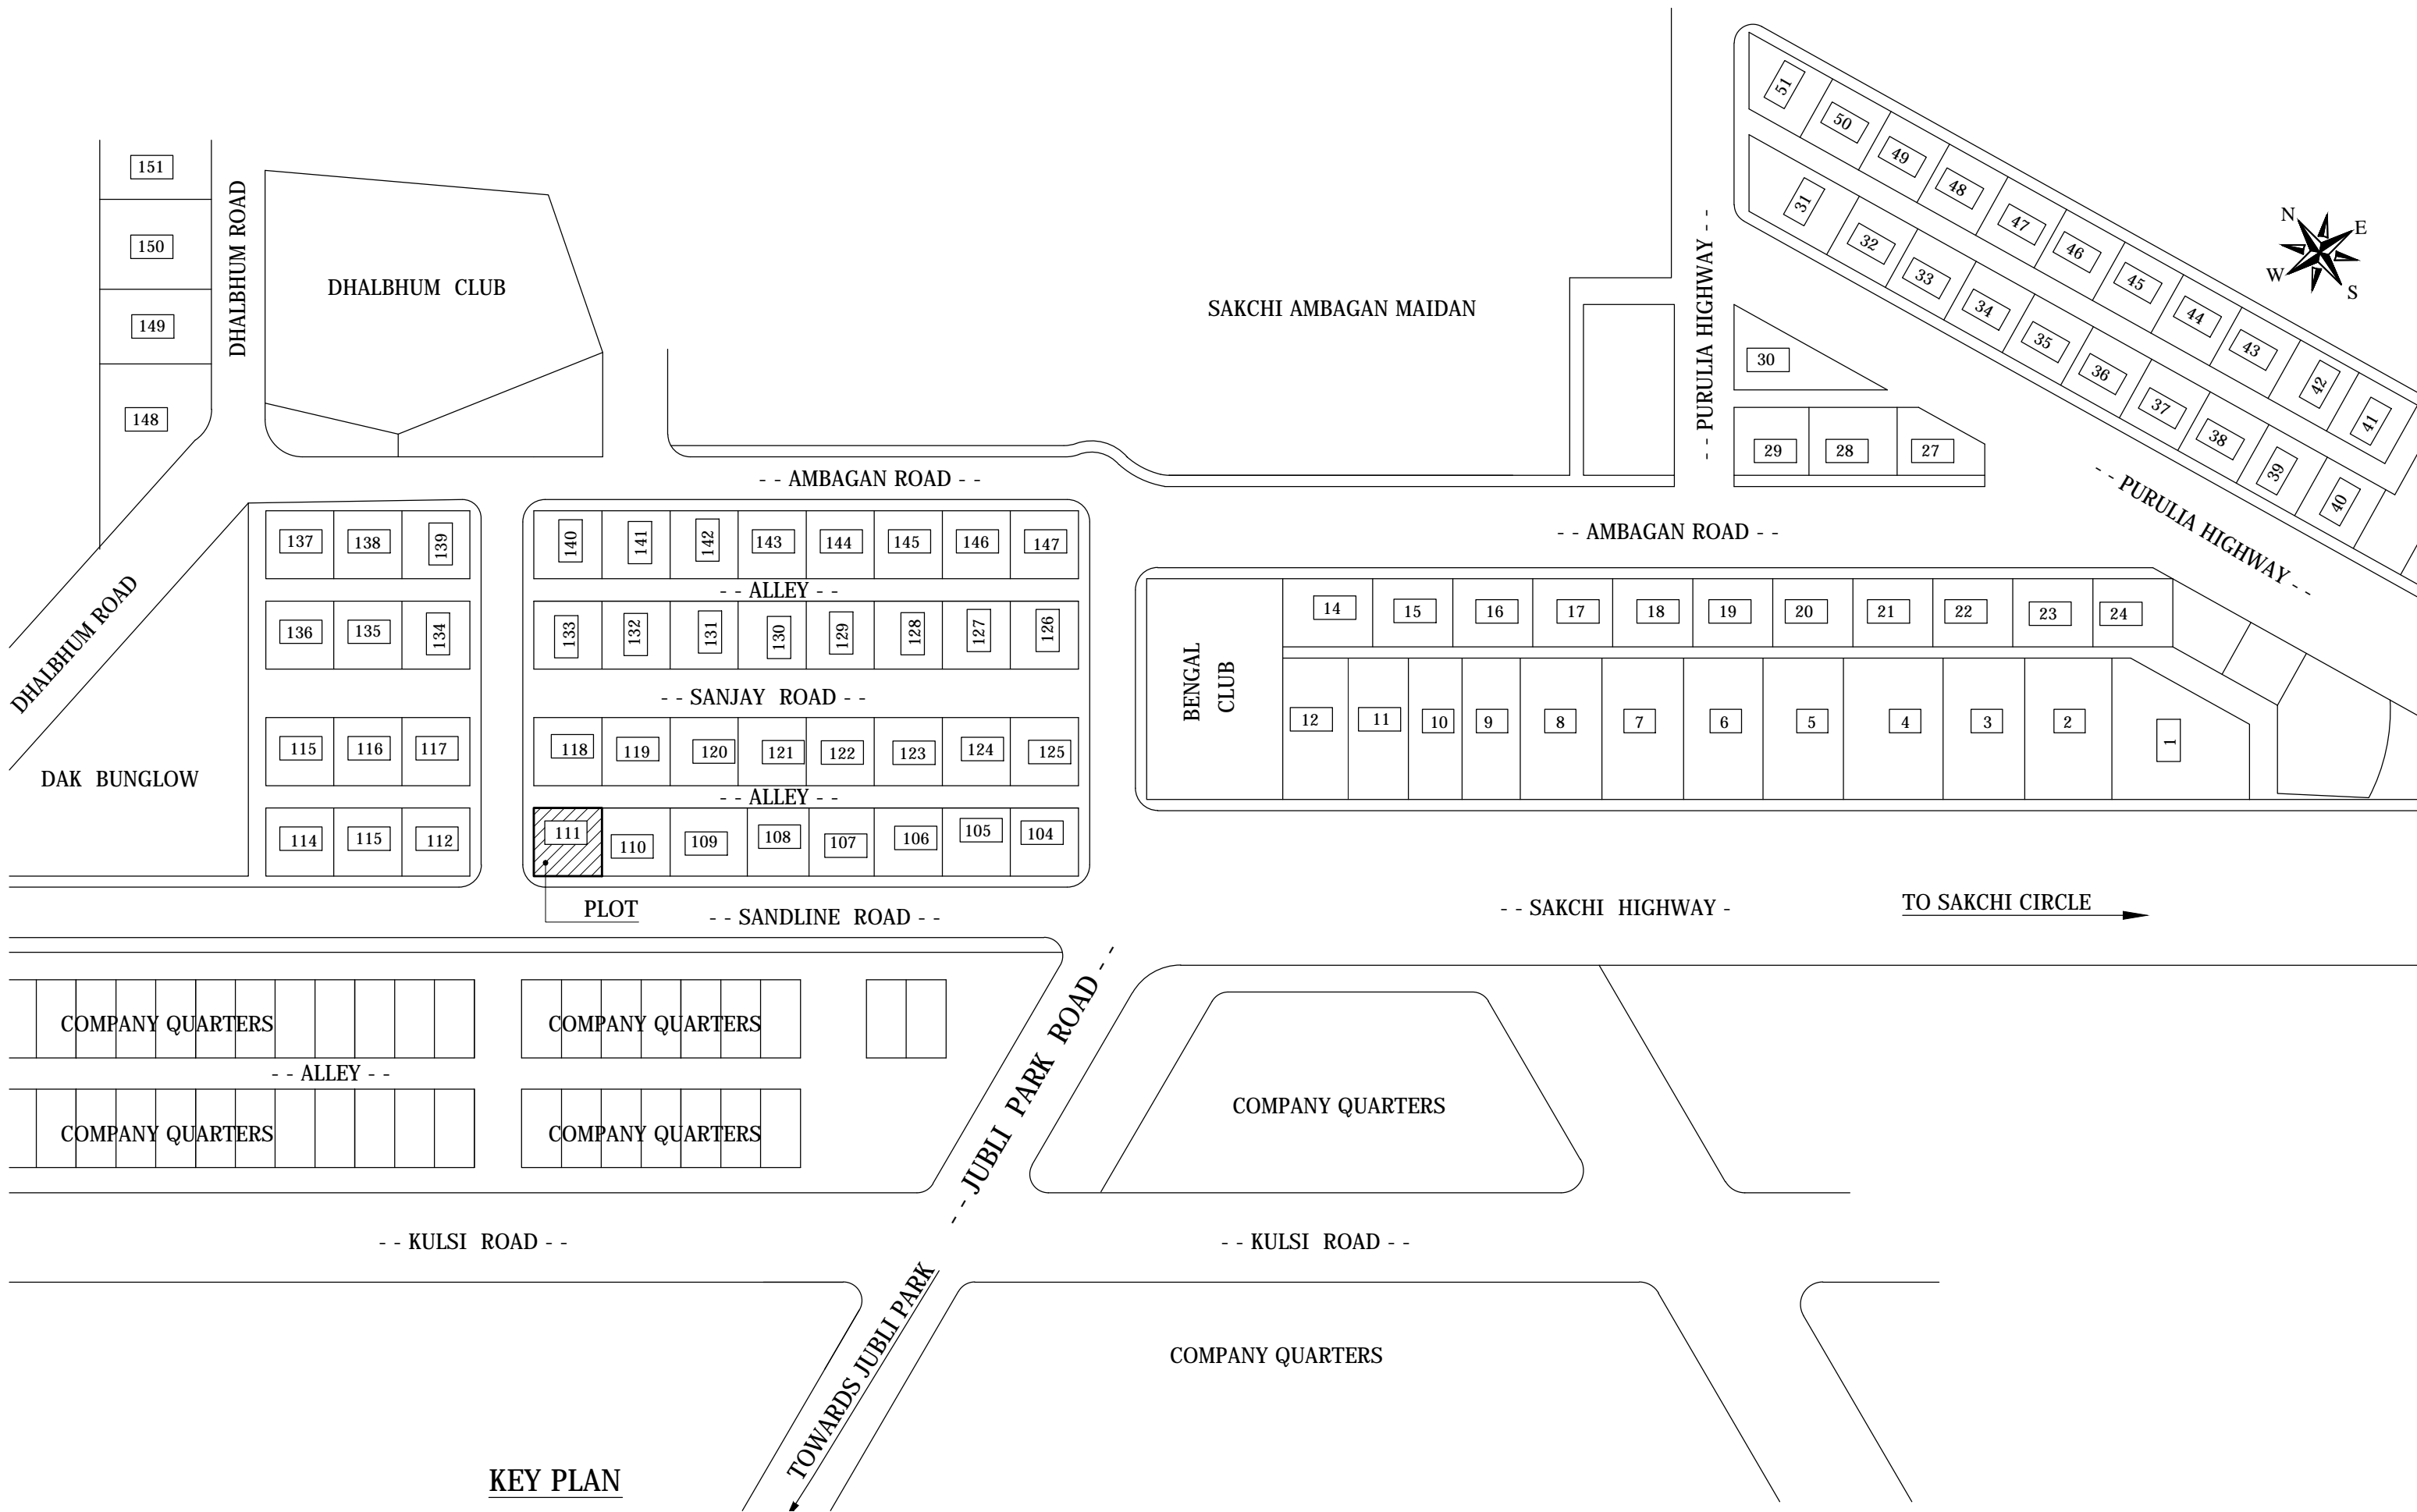 51
50
49
48
47
46
45
44
43
42
41
31
32
33
34
35
36
37
38
39
40
N
E
W
S
151
150
149
148
DHALBHUM ROAD
DHALBHUM CLUB
SAKCHI AMBAGAN MAIDAN
- - PURULIA HIGHWAY - -
30
29
28
27
- - PURULIA HIGHWAY - -
- - AMBAGAN ROAD - -
- - AMBAGAN ROAD - -
DHALBHUM ROAD
DAK BUNGLOW
137
138
139
136
135
134
115
116
117
114
115
112
140
141
142
143
144
145
146
147
- - ALLEY - -
133
132
131
130
129
128
127
126
- - SANJAY ROAD - -
118
119
120
121
122
123
124
125
- - ALLEY - -
111
110
109
108
107
106
105
104
PLOT
BENGAL
CLUB
14
15
16
17
18
19
20
21
22
23
24
12
11
10
9
8
7
6
5
4
3
2
1
- - SANDLINE ROAD - -
- - SAKCHI HIGHWAY -
TO SAKCHI CIRCLE
COMPANY QUARTERS
COMPANY QUARTERS
- - ALLEY - -
COMPANY QUARTERS
COMPANY QUARTERS
- - JUBLI PARK ROAD - -
COMPANY QUARTERS
- - KULSI ROAD - -
- - KULSI ROAD - -
TOWARDS JUBLI PARK
COMPANY QUARTERS
KEY PLAN